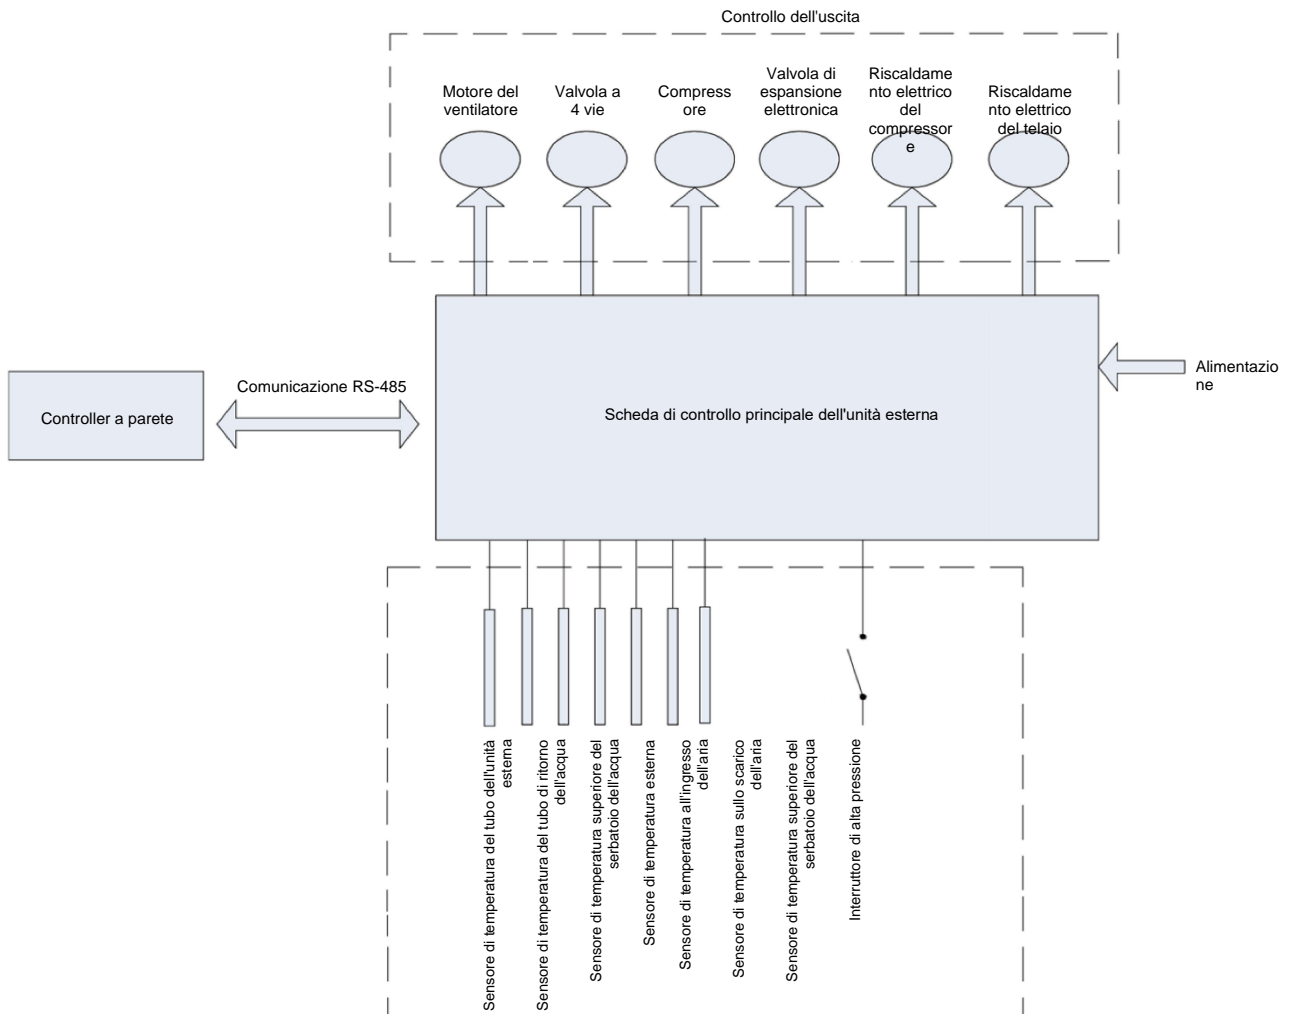 Controllo dell'uscita
Motore del
ventilatore
Valvola a
4 vie
Compress
ore
Valvola di
espansione
elettronica
Riscaldame
nto elettrico
del
compressor
e
Riscaldame
nto elettrico
del telaio
Alimentazio
ne
Comunicazione RS-485
Controller a parete
Scheda di controllo principale dell'unità esterna
Sensore di temperatura del tubo dell'unità
esterna
Sensore di temperatura del tubo di ritorno
dell'acqua
Sensore di temperatura superiore del
serbatoio dell'acqua
Sensore di temperatura esterna
Sensore di temperatura all'ingresso
dell'aria
Sensore di temperatura sullo scarico
dell'aria
Sensore di temperatura superiore del
serbatoio dell'acqua
Interruttore di alta pressione